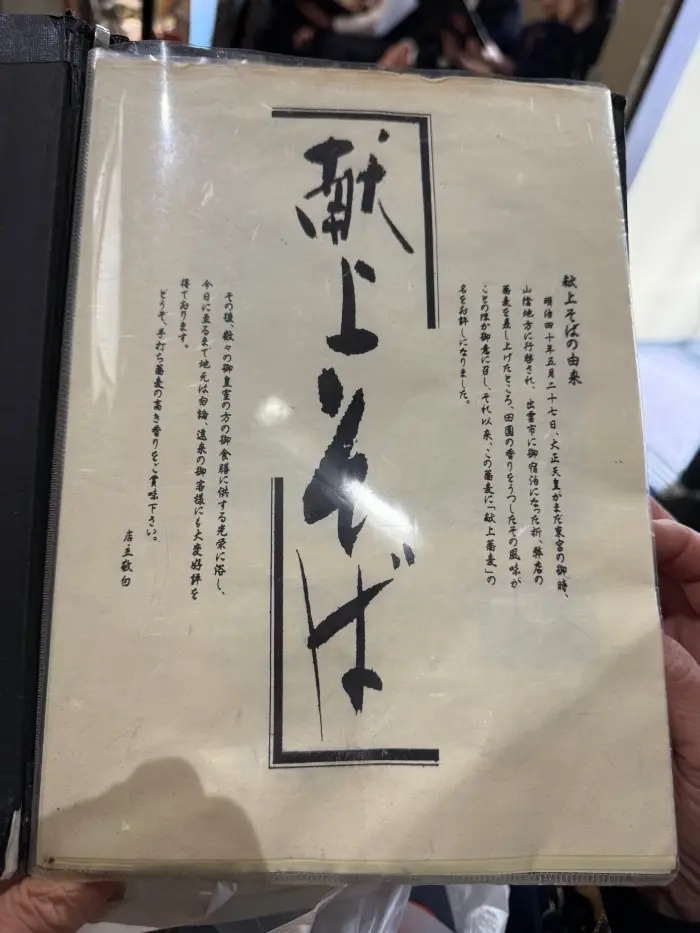 献上そばの由来
明治四十年五月二十七日、大正天皇がまだ東宮の御時、
山陰地方に行啓され、出雲市に御宿泊になった折、弊店の
蕎麦を差し上げたところ、田園の香りをうつしたその風味が
ことのほか御意に召し、それ以来、この蕎麦に「献上蕎麦」の
名をお許しになりました。
献上そば
その後、数々の御皇室の方の御食膳に供する光栄に浴し、
今日に至るまで地元は勿論、遠来の御客様にも大変好評を
得ております。
どうぞ、手打ち蕎麦の高き香りをご賞味下さい。
店主敬白